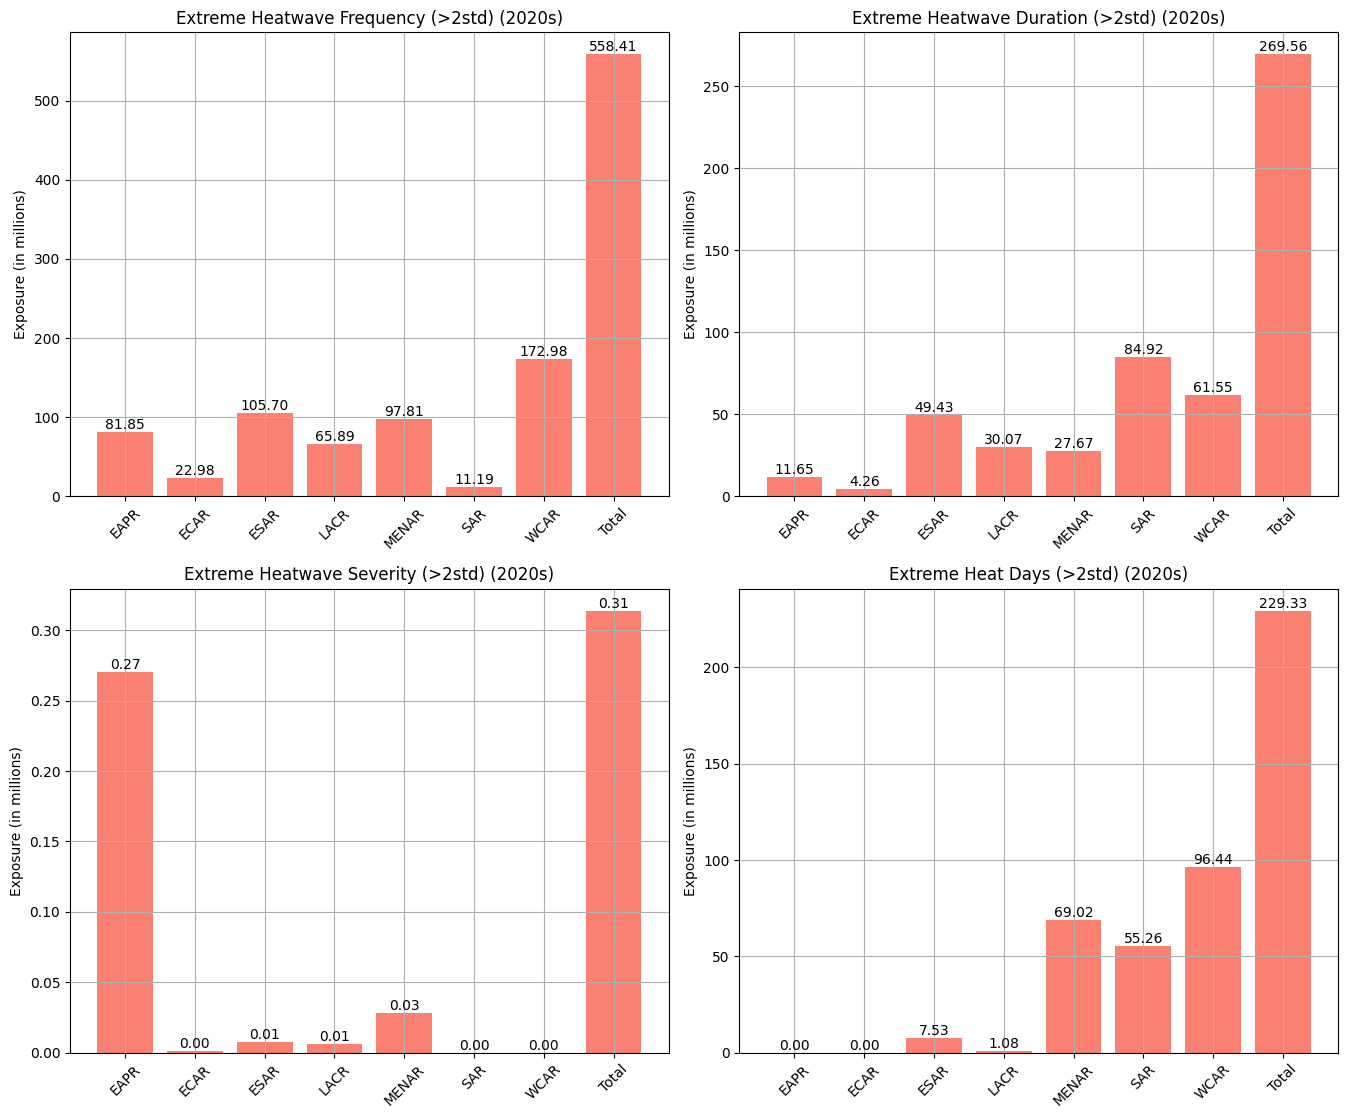 Extreme Heatwave Frequency (>2std) (2020s)
Exposure (in millions)
500
400
300
200
100
0
81.85
22.98
105.70
65.89
97.81
11.19
172.98
558.41
EAPR
ECAR
ESAR
LACR
MENAR
SAR
WCAR
Total
Extreme Heatwave Duration (>2std) (2020s)
Exposure (in millions)
250
200
150
100
50
0
11.65
4.26
49.43
30.07
27.67
84.92
61.55
269.56
EAPR
ECAR
ESAR
LACR
MENAR
SAR
WCAR
Total
Extreme Heatwave Severity (>2std) (2020s)
Exposure (in millions)
0.30
0.25
0.20
0.15
0.10
0.05
0.00
0.27
0.00
0.01
0.01
0.03
0.00
0.00
0.31
EAPR
ECAR
ESAR
LACR
MENAR
SAR
WCAR
Total
Extreme Heat Days (>2std) (2020s)
Exposure (in millions)
200
150
100
50
0
0.00
0.00
7.53
1.08
69.02
55.26
96.44
229.33
EAPR
ECAR
ESAR
LACR
MENAR
SAR
WCAR
Total